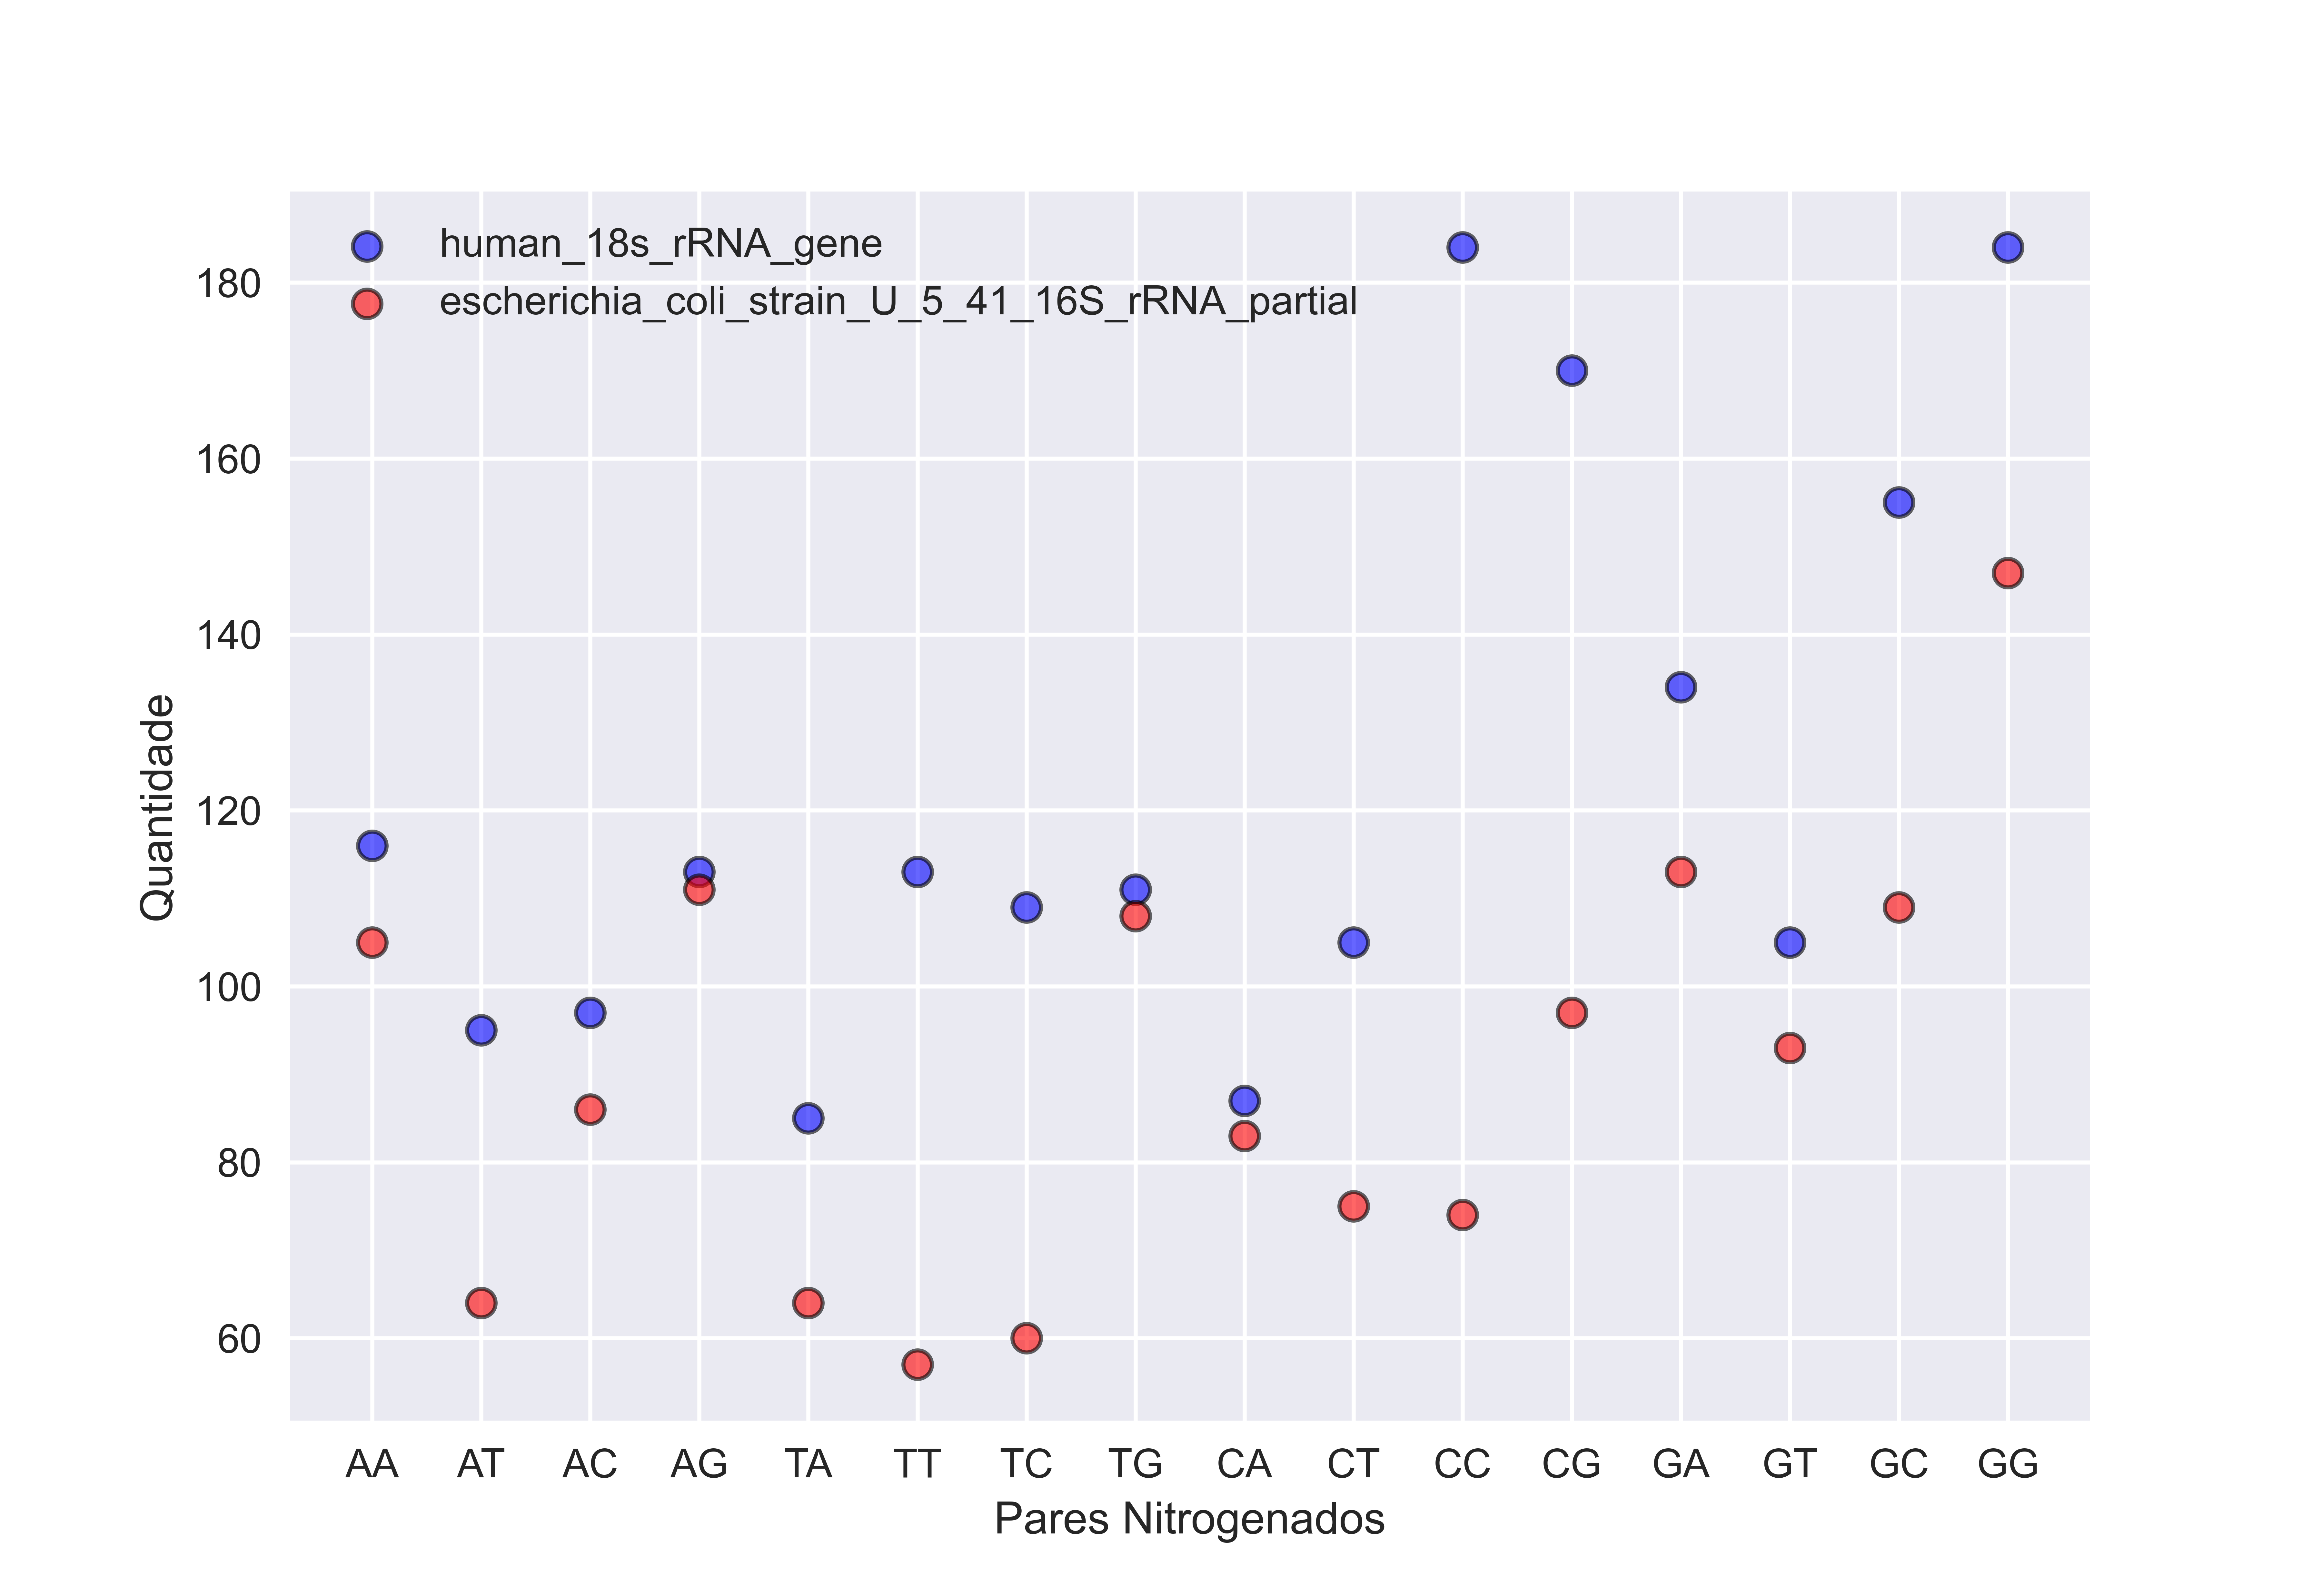 human_18s_rRNA_gene
escherichia_coli_strain_U_5_41_16S_rRNA_partial
180
160
140
120
100
80
60
Quantidade
AA AT AC AG TA TT TC TG CA CT CC CG GA GT GC GG
Pares Nitrogenados